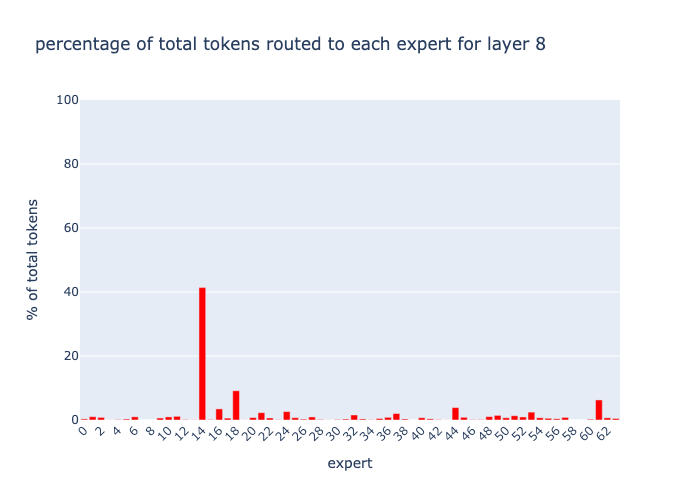 percentage of total tokens routed to each expert for layer 8
100
80
60
40
20
0
% of total tokens
0 2 4 6 8 10 12 14 16 18 20 22 24 26 28 30 32 34 36 38 40 42 44 46 48 50 52 54 56 58 60 62
expert